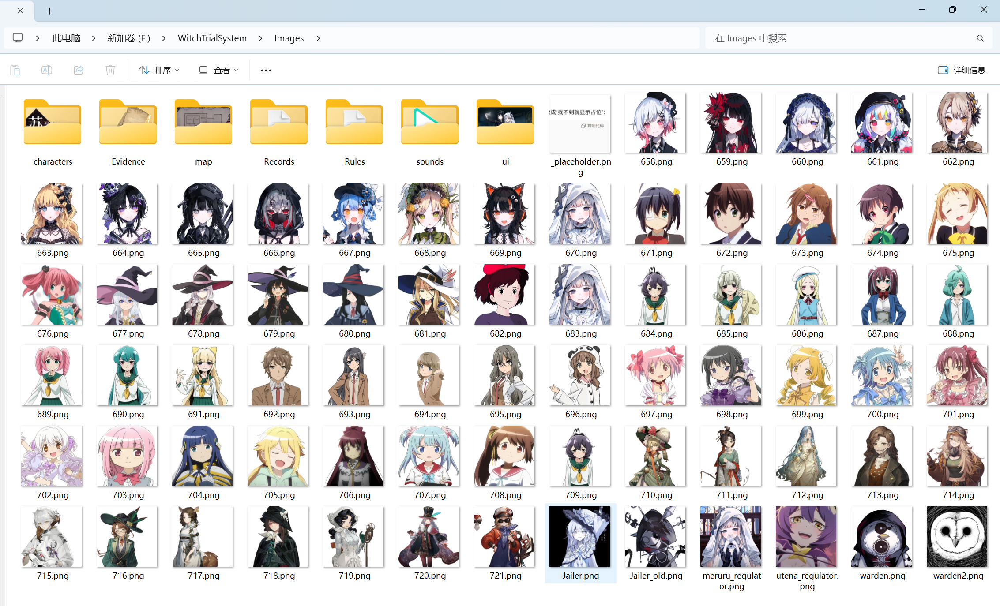 此电脑 新加卷 (E:) WitchTrialSystem Images
在 Images 中搜索
排序 查看 详细信息
苏
成“找不到就显示占位”:
复制代码
characters Evidence map Records Rules sounds ui _placeholder.pn
g 658.png 659.png 660.png 661.png 662.png
663.png 664.png 665.png 666.png 667.png 668.png 669.png 670.png 671.png 672.png 673.png 674.png 675.png
676.png 677.png 678.png 679.png 680.png 681.png 682.png 683.png 684.png 685.png 686.png 687.png 688.png
689.png 690.png 691.png 692.png 693.png 694.png 695.png 696.png 697.png 698.png 699.png 700.png 701.png
702.png 703.png 704.png 705.png 706.png 707.png 708.png 709.png 710.png 711.png 712.png 713.png 714.png
715.png 716.png 717.png 718.png 719.png 720.png 721.png Jailer.png Jailer_old.png meruru_regulat
or.png utena_regulator.
png warden.png warden2.png